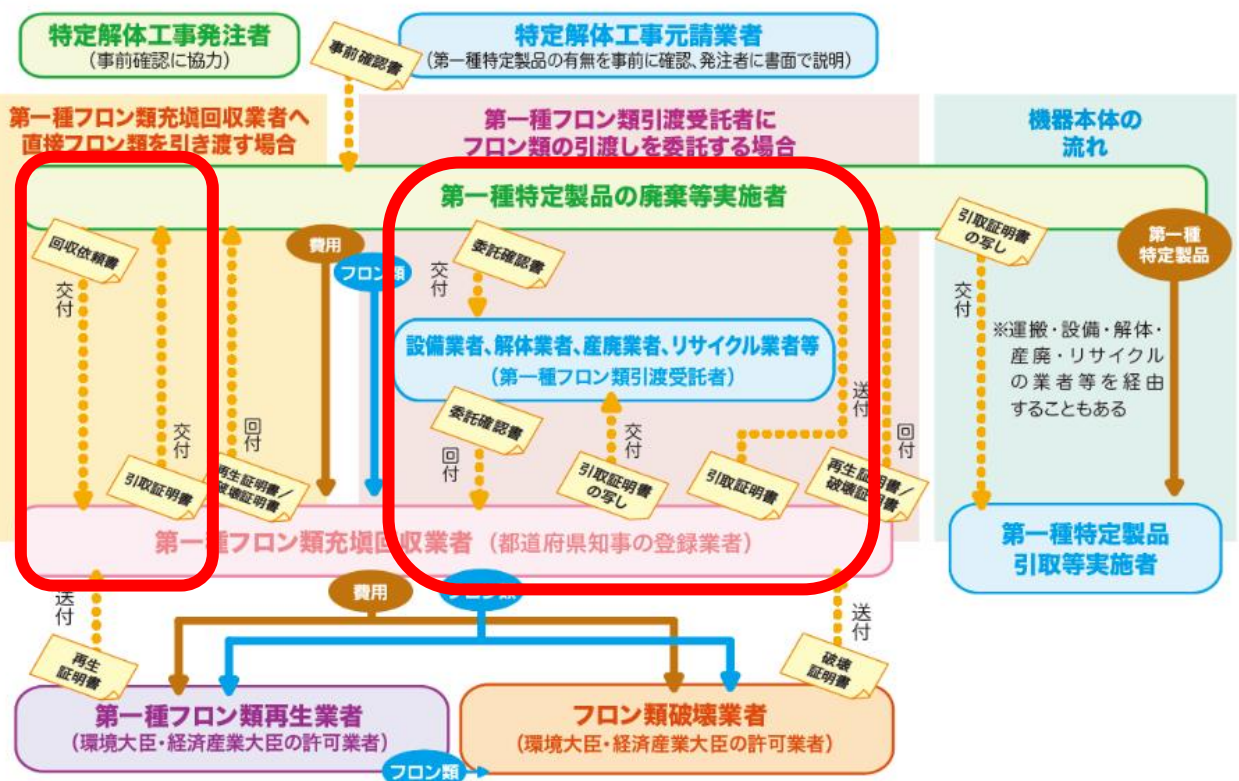 特定解体工事発注者
（事前確認に協力）
事前確認書
特定解体工事元請業者
（第一種特定製品の有無を事前に確認、発注者に書面で説明）
第一種フロン類充塡回収業者へ
直接フロン類を引き渡す場合
第一種フロン類引渡受託者に
フロン類の引渡しを委託する場合
機器本体の
流れ
第一種特定製品の廃棄等実施者
回収依頼書
交付
引取証明書
交付
再生証明書／
破壊証明書
回付
費用
フロン類
委託確認書
交付
設備業者、解体業者、産廃業者、リサイクル業者等
（第一種フロン類引渡受託者）
委託確認書
回付
引取証明書
の写し
交付
引取証明書
送付
再生証明書／
破壊証明書
回付
引取証明書
の写し
交付
第一種
特定製品
※運搬・設備・解体・
産廃・リサイクル
の業者等を経由
することもある
第一種フロン類充塡回収業者（都道府県知事の登録業者）
第一種特定製品
引取等実施者
送付
再生
証明書
費用
フロン類
送付
破壊
証明書
第一種フロン類再生業者
（環境大臣・経済産業大臣の許可業者）
フロン類破壊業者
（環境大臣・経済産業大臣の許可業者）
フロン類